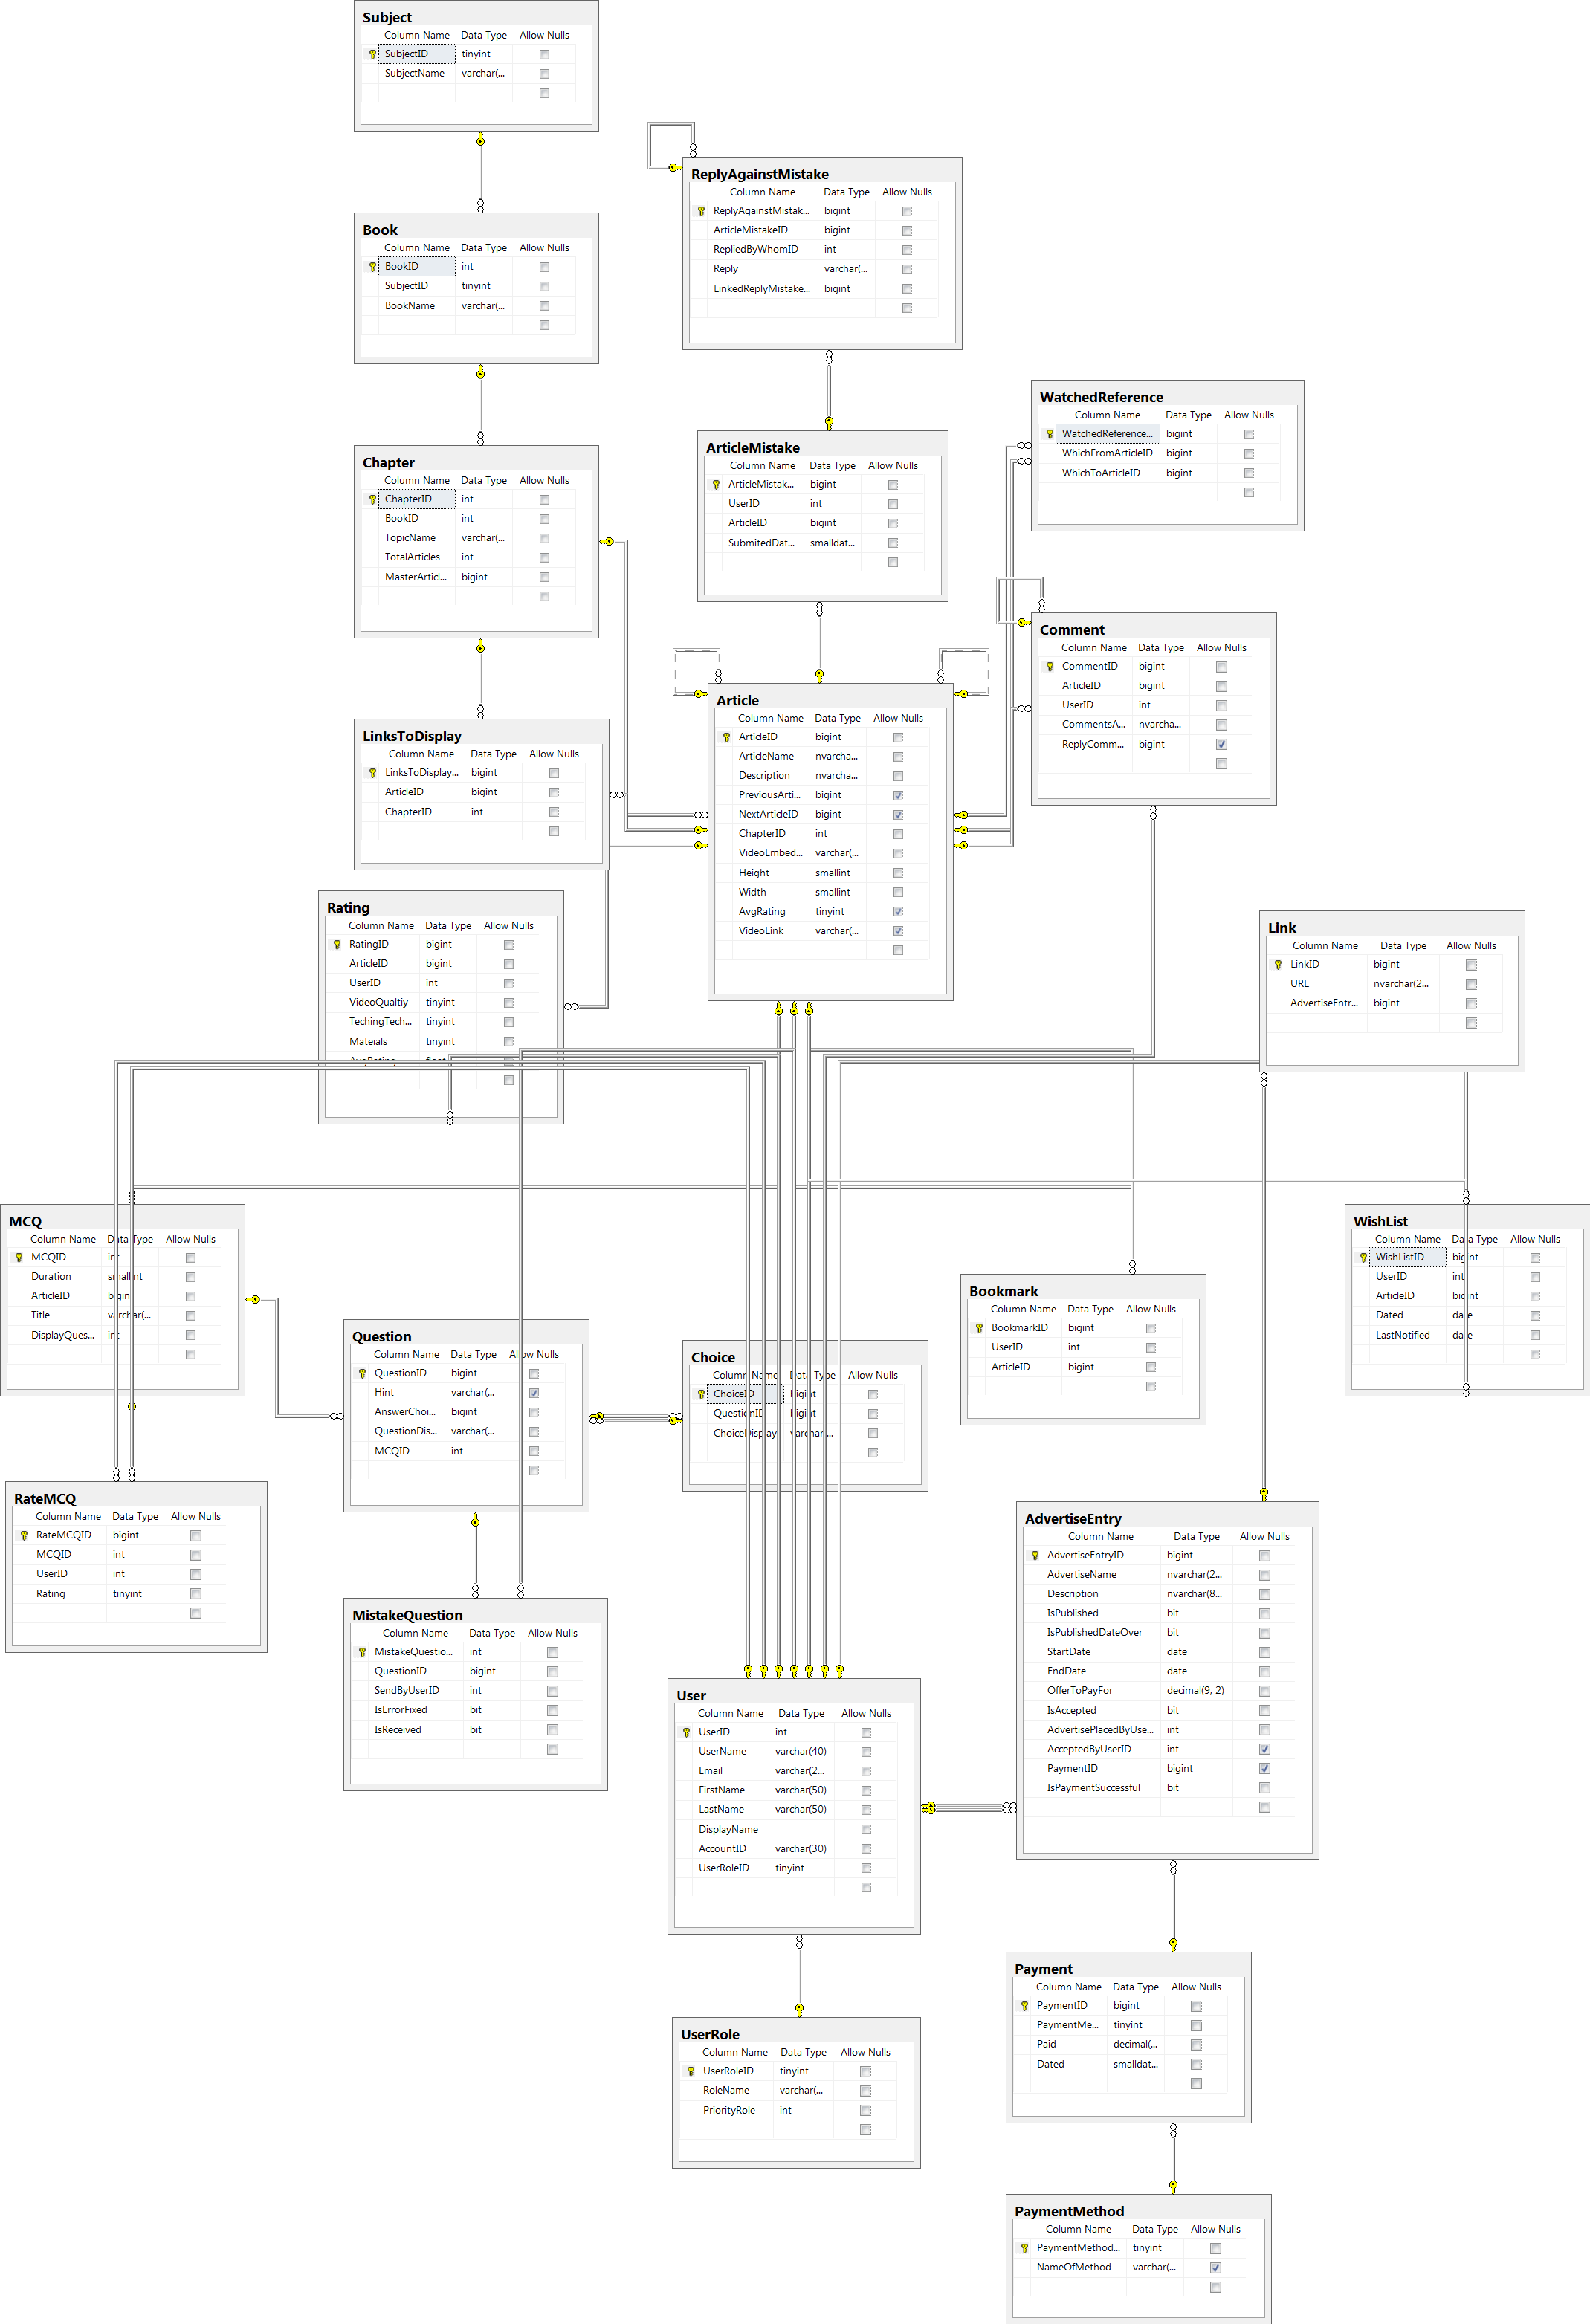 Subject
Column Name Data Type Allow Nulls
SubjectID tinyint
SubjectName varchar(...
ReplyAgainstMistake
Column Name Data Type Allow Nulls
ReplyAgainstMistak... bigint
ArticleMistakeID bigint
RepliedByWhomID int
Reply varchar(...
LinkedReplyMistake... bigint
Book
Column Name Data Type Allow Nulls
BookID int
SubjectID tinyint
BookName varchar(...
WatchedReference
Column Name Data Type Allow Nulls
WatchedReference... bigint
WhichFromArticleID bigint
WhichToArticleID bigint
ArticleMistake
Column Name Data Type Allow Nulls
ArticleMistak... bigint
UserID int
ArticleID bigint
SubmitedDat... smalldat...
Chapter
Column Name Data Type Allow Nulls
ChapterID int
BookID int
TopicName varchar(...
TotalArticles int
MasterArticl... bigint
Comment
Column Name Data Type Allow Nulls
CommentID bigint
ArticleID bigint
UserID int
CommentsA... nvarcha...
ReplyComm... bigint
Article
Column Name Data Type Allow Nulls
ArticleID bigint
ArticleName nvarcha...
Description nvarcha...
PreviousArti... bigint
NextArticleID bigint
ChapterID int
VideoEmbed... varchar(...
Height smallint
Width smallint
AvgRating tinyint
VideoLink varchar(...
LinksToDisplay
Column Name Data Type Allow Nulls
LinksToDisplay... bigint
ArticleID bigint
ChapterID int
Rating
Column Name Data Type Allow Nulls
RatingID bigint
ArticleID bigint
UserID int
VideoQualtiy tinyint
TechingTech... tinyint
Mateials tinyint
AvgRating float
Link
Column Name Data Type Allow Nulls
LinkID bigint
URL nvarchar(2...
AdvertiseEntr... bigint
MCQ
Column Name Data Type Allow Nulls
MCQID int
Duration smallint
ArticleID bigint
Title varchar(...
DisplayQues... int
WishList
Column Name Data Type Allow Nulls
WishListID bigint
UserID int
ArticleID bigint
Dated date
LastNotified date
Bookmark
Column Name Data Type Allow Nulls
BookmarkID bigint
UserID int
ArticleID bigint
Question
Column Name Data Type Allow Nulls
QuestionID bigint
Hint varchar(...
AnswerChoi... bigint
QuestionDis... varchar(...
MCQID int
Choice
Column Name Data Type Allow Nulls
ChoiceID bigint
QuestionID bigint
ChoiceDisplay varchar(...
RateMCQ
Column Name Data Type Allow Nulls
RateMCQID bigint
MCQID int
UserID int
Rating tinyint
AdvertiseEntry
Column Name Data Type Allow Nulls
AdvertiseEntryID bigint
AdvertiseName nvarchar(2...
Description nvarchar(8...
IsPublished bit
IsPublishedDateOver bit
StartDate date
EndDate date
OfferToPayFor decimal(9, 2)
IsAccepted bit
AdvertisePlacedByUse... int
AcceptedByUserID int
PaymentID bigint
IsPaymentSuccessful bit
MistakeQuestion
Column Name Data Type Allow Nulls
MistakeQuestio... int
QuestionID bigint
SendByUserID int
IsErrorFixed bit
IsReceived bit
User
Column Name Data Type Allow Nulls
UserID int
UserName varchar(40)
Email varchar(2...
FirstName varchar(50)
LastName varchar(50)
DisplayName
AccountID varchar(30)
UserRoleID tinyint
Payment
Column Name Data Type Allow Nulls
PaymentID bigint
PaymentMe... tinyint
Paid decimal(...
Dated smalldat...
UserRole
Column Name Data Type Allow Nulls
UserRoleID tinyint
RoleName varchar(...
PriorityRole int
PaymentMethod
Column Name Data Type Allow Nulls
PaymentMethod... tinyint
NameOfMethod varchar(...